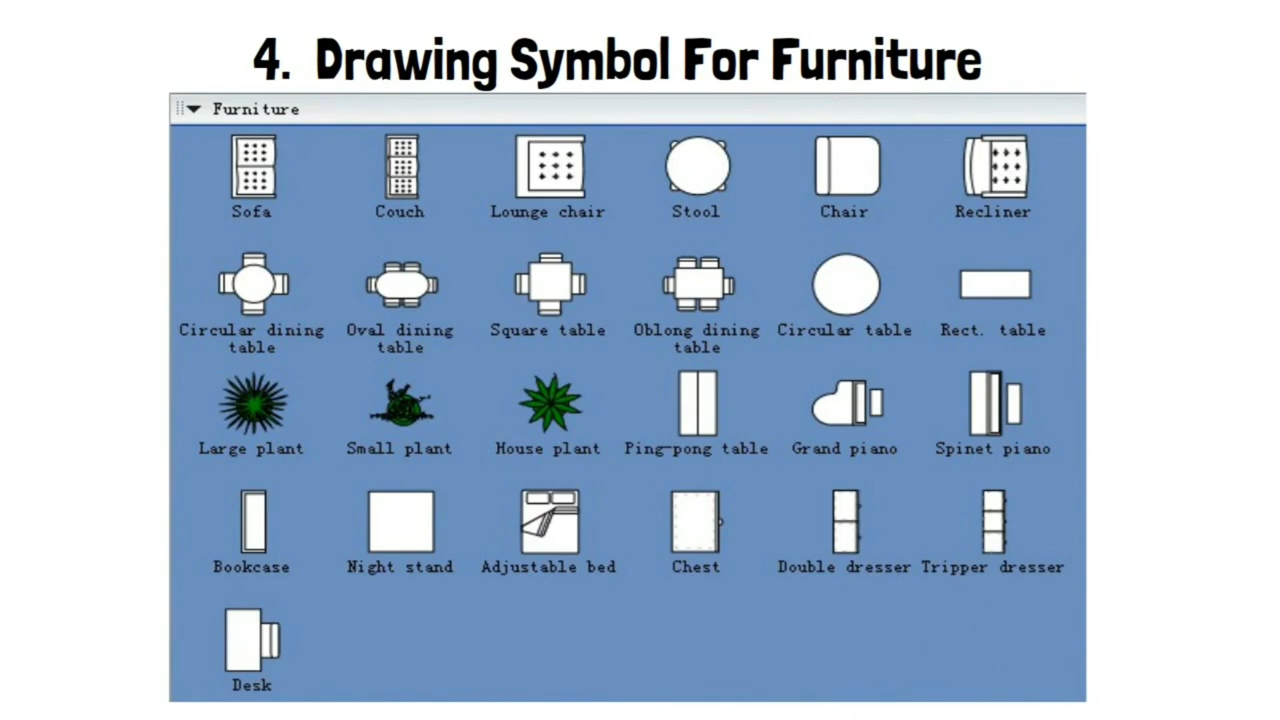 4. Drawing Symbol For Furniture
Furniture
Sofa
Couch
Lounge chair
Stool
Chair
Recliner
Circular dining
table
Oval dining
table
Square table
Oblong dining
table
Circular table
Rect. table
Large plant
Small plant
House plant
Ping-pong table
Grand piano
Spinet piano
Bookcase
Night stand
Adjustable bed
Chest
Double dresser
Tripper dresser
Desk